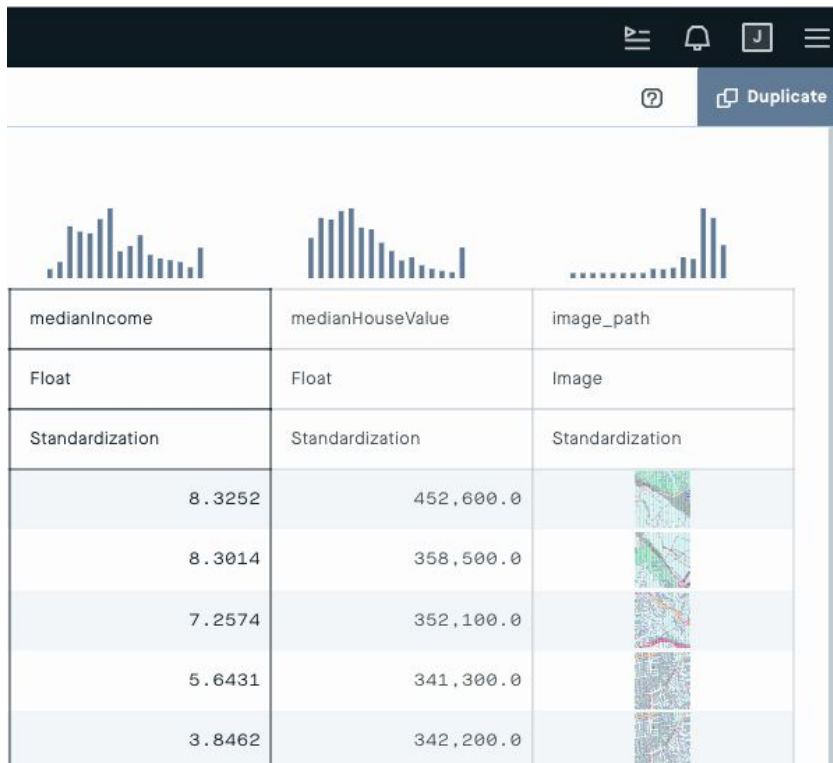 J
Duplicate
medianIncome medianHouseValue image_path
Float Float Image
Standardization Standardization Standardization
8.3252 452,600.0
8.3014 358,500.0
7.2574 352,100.0
5.6431 341,300.0
3.8462 342,200.0